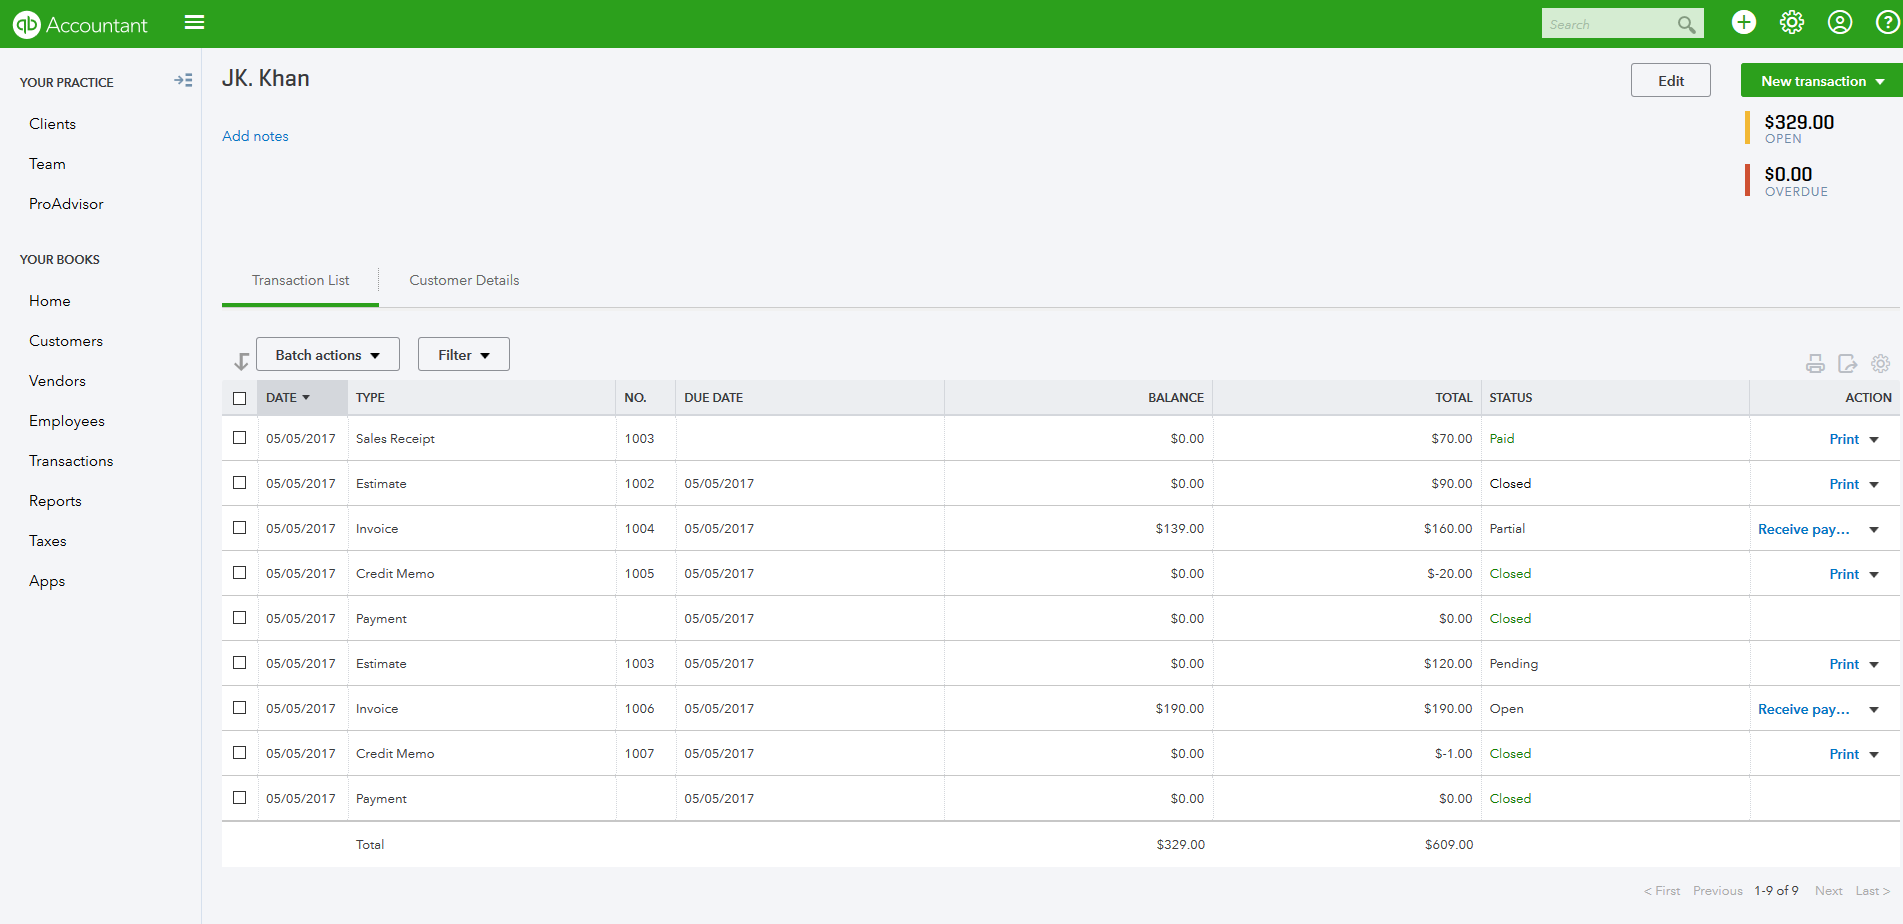 qb Accountant
Search
YOUR PRACTICE
Clients
Team
ProAdvisor
YOUR BOOKS
Home
Customers
Vendors
Employees
Transactions
Reports
Taxes
Apps
JK. Khan
Edit
New transaction
Add notes
$329.00
OPEN
$0.00
OVERDUE
Transaction List Customer Details
Batch actions Filter
DATE TYPE NO. DUE DATE BALANCE TOTAL STATUS ACTION
05/05/2017 Sales Receipt 1003 $0.00 $70.00 Paid Print
05/05/2017 Estimate 1002 05/05/2017 $0.00 $90.00 Closed Print
05/05/2017 Invoice 1004 05/05/2017 $139.00 $160.00 Partial Receive pay...
05/05/2017 Credit Memo 1005 05/05/2017 $0.00 $-20.00 Closed Print
05/05/2017 Payment 05/05/2017 $0.00 $0.00 Closed
05/05/2017 Estimate 1003 05/05/2017 $0.00 $120.00 Pending Print
05/05/2017 Invoice 1006 05/05/2017 $190.00 $190.00 Open Receive pay...
05/05/2017 Credit Memo 1007 05/05/2017 $0.00 $-1.00 Closed Print
05/05/2017 Payment 05/05/2017 $0.00 $0.00 Closed
Total $329.00 $609.00
< First Previous 1-9 of 9 Next Last >